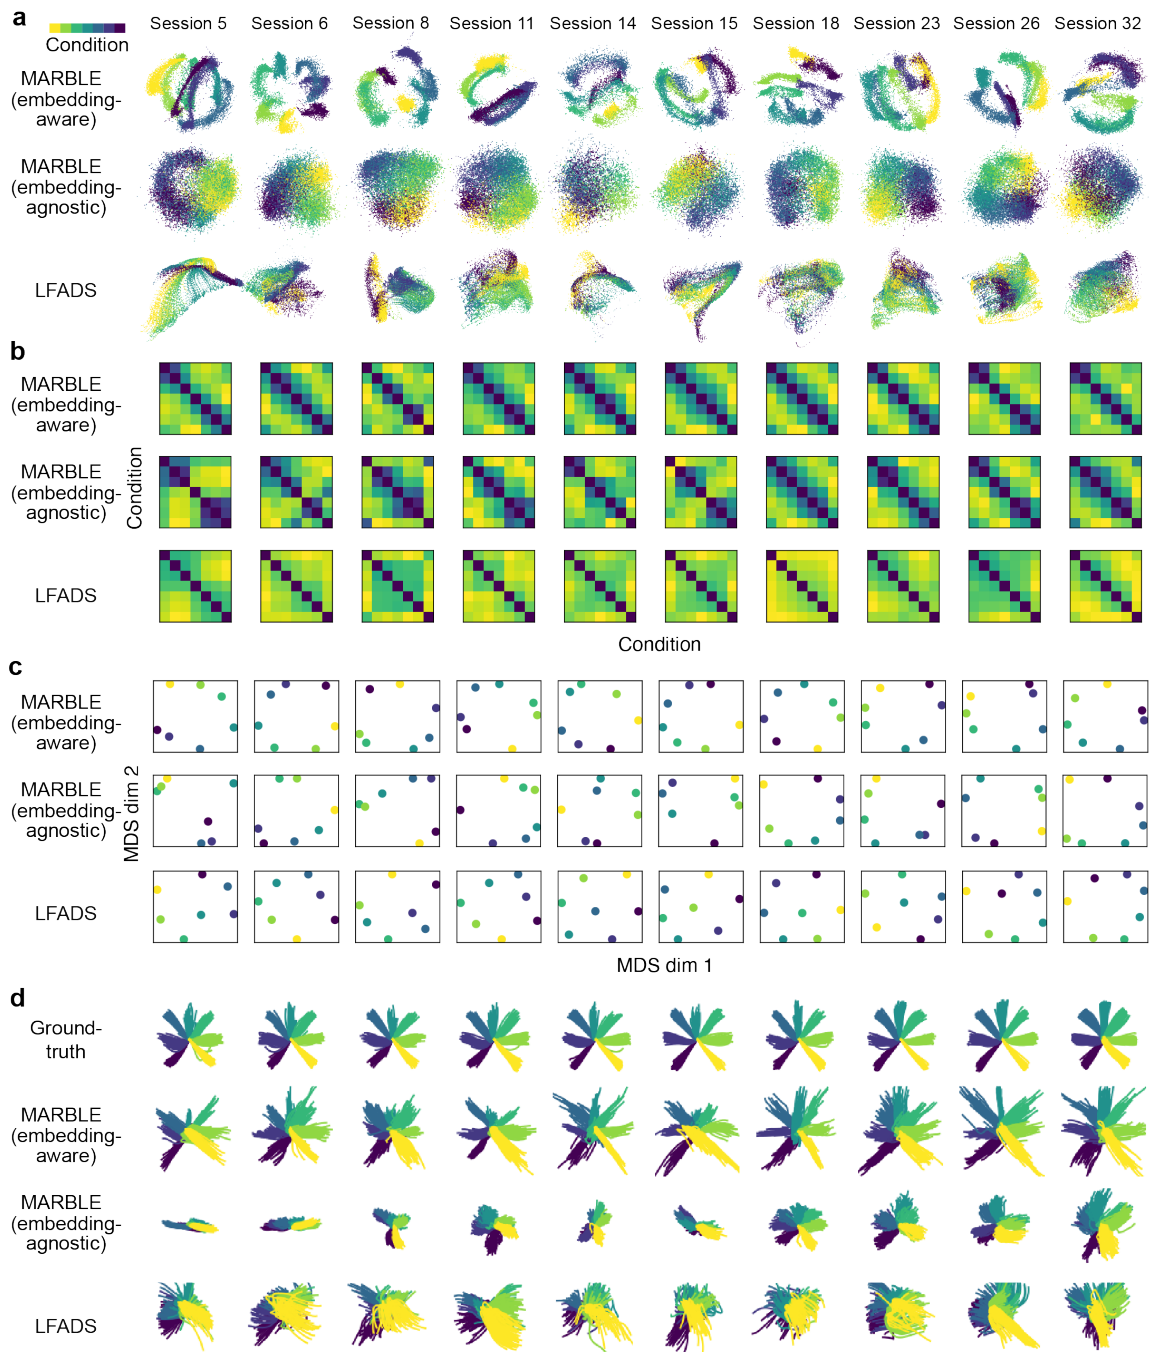 a
Condition
Session 5 Session 6 Session 8 Session 11 Session 14 Session 15 Session 18 Session 23 Session 26 Session 32
MARBLE
(embedding-
aware)
MARBLE
(embedding-
agnostic)
LFADS
b
MARBLE
(embedding-
aware)
MARBLE
(embedding-
agnostic)
Condition
LFADS
Condition
c
MARBLE
(embedding-
aware)
MARBLE
(embedding-
agnostic)
MDS dim 2
LFADS
MDS dim 1
d
Ground-
truth
MARBLE
(embedding-
aware)
MARBLE
(embedding-
agnostic)
LFADS